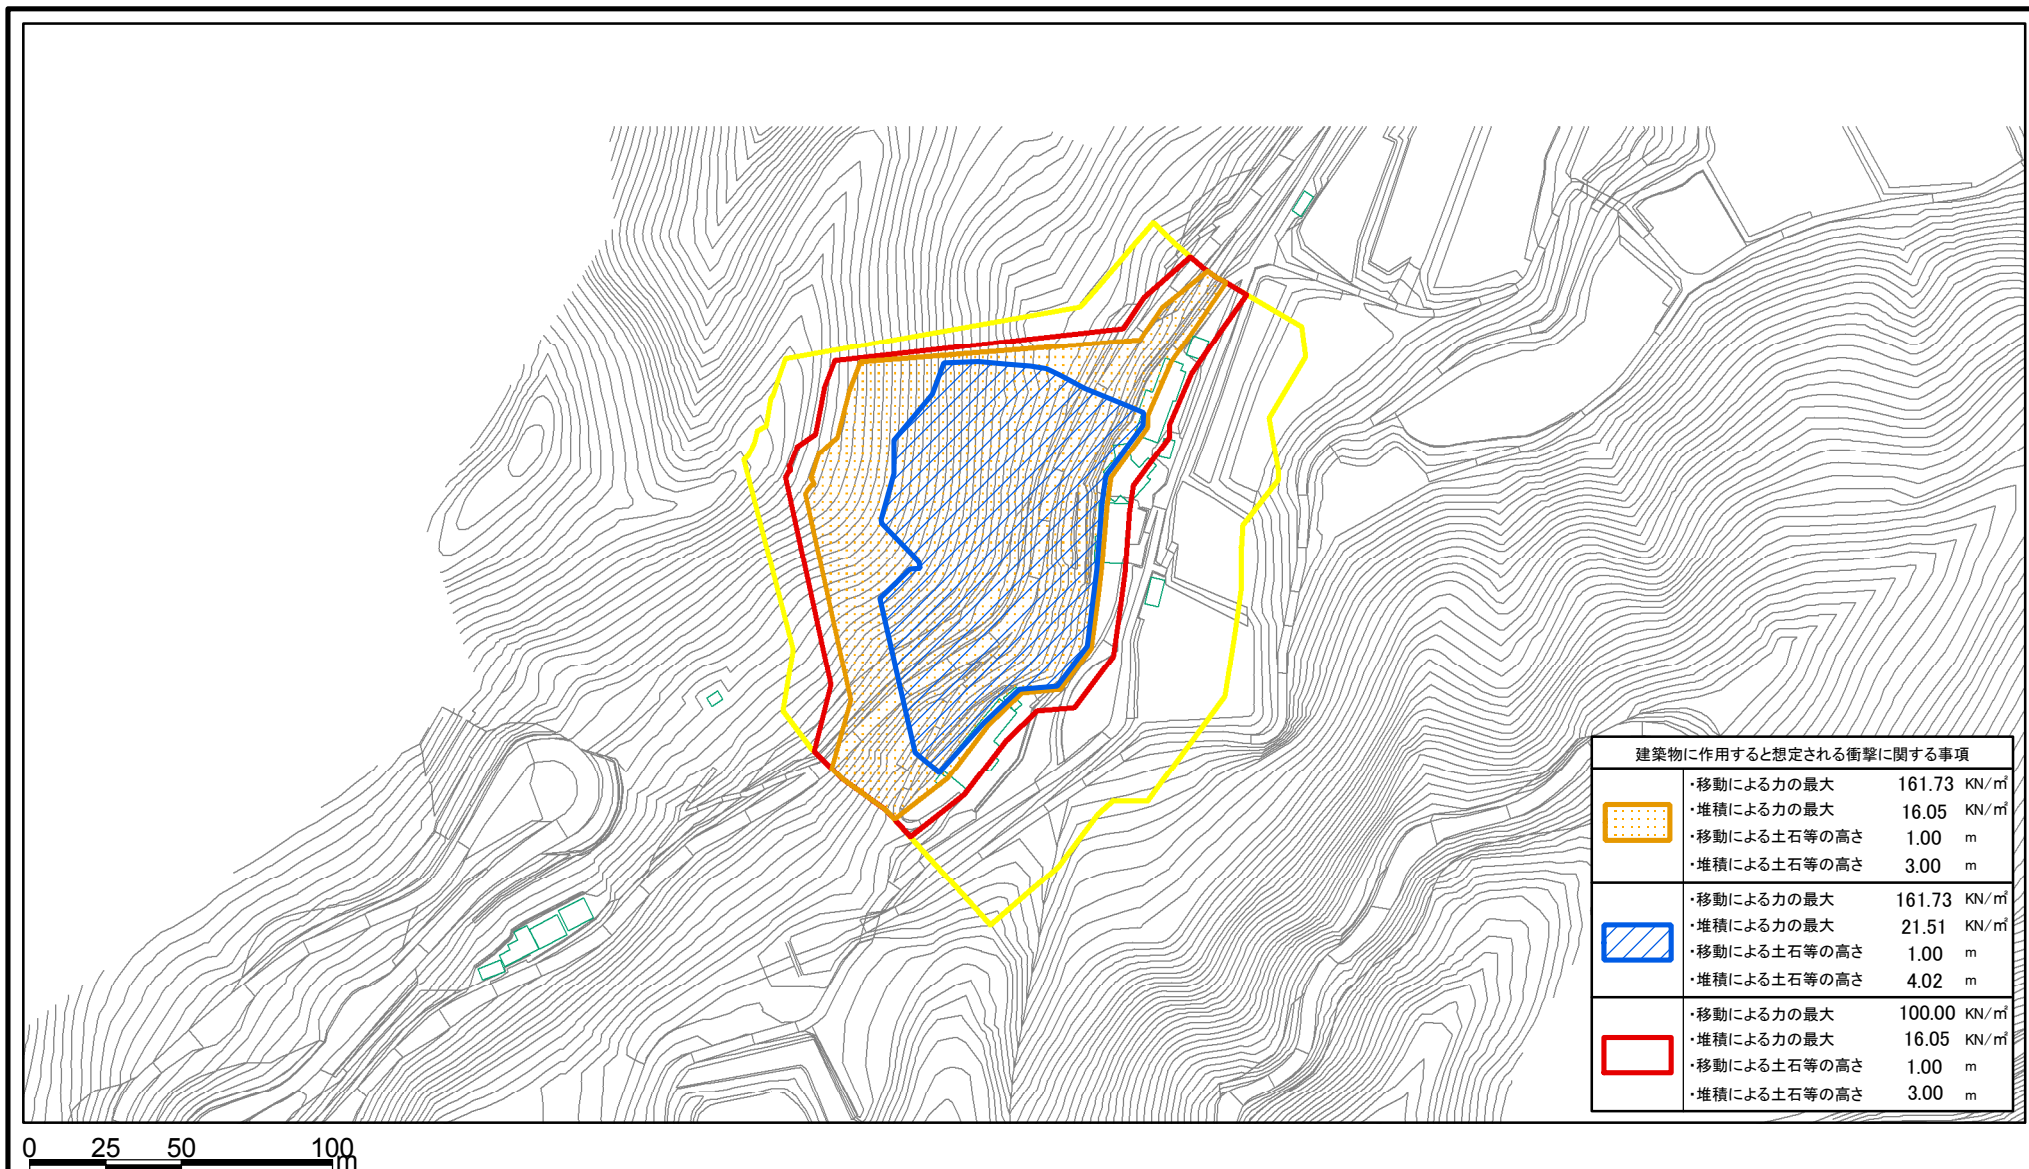 建築物に作用すると想定される衝撃に関する事項
・移動による力の最大 161.73 KN/㎡
・堆積による力の最大 16.05 KN/㎡
・移動による土石等の高さ 1.00 m
・堆積による土石等の高さ 3.00 m
・移動による力の最大 161.73 KN/㎡
・堆積による力の最大 21.51 KN/㎡
・移動による土石等の高さ 1.00 m
・堆積による土石等の高さ 4.02 m
・移動による力の最大 100.00 KN/㎡
・堆積による力の最大 16.05 KN/㎡
・移動による土石等の高さ 1.00 m
・堆積による土石等の高さ 3.00 m
0 25 50 100 m